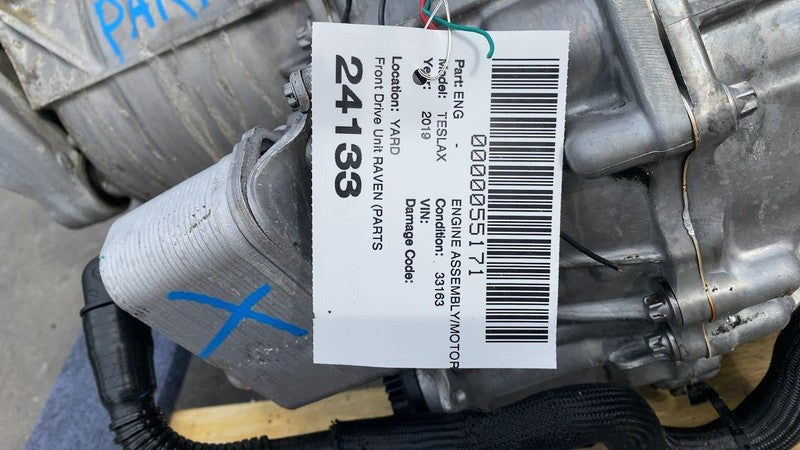 PAR
0000055171
Part: ENG - ENGINE ASSEMBLY/MOTOR
Model: TESLAX Condition: 33163
Year: 2019 VIN:
Damage Code:
Location: YARD
Front Drive Unit RAVEN (PARTS
24133
X